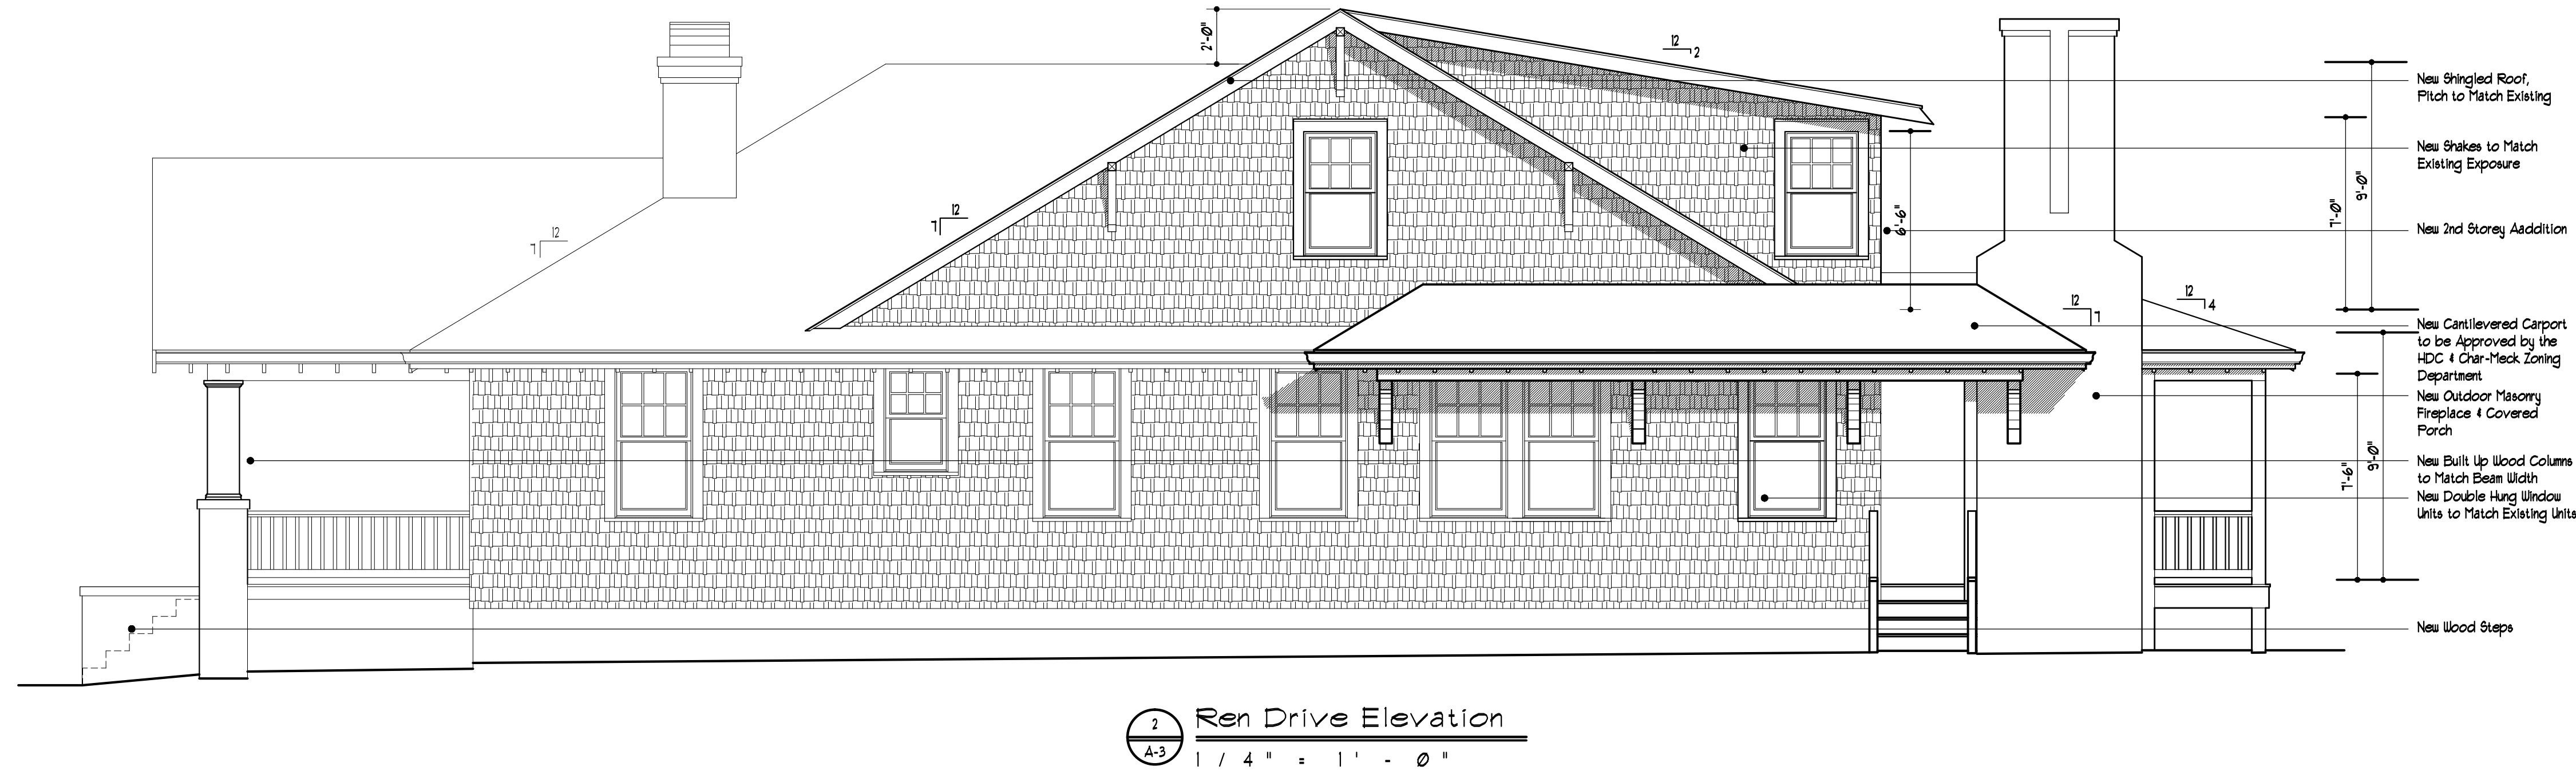 2'-0"
12
2
12
7
12
7
6'-6"
7'-0"
9'-0"
12
7
12
4
7'-6"
9'-0"
New Shingled Roof,
Pitch to Match Existing
New Shakes to Match
Existing Exposure
New 2nd Storey Aaddition
New Cantilevered Carport
to be Approved by the
HDC & Char-Meck Zoning
Department
New Outdoor Masonry
Fireplace & Covered
Porch
New Built Up Wood Columns
to Match Beam Width
New Double Hung Window
Units to Match Existing Units
New Wood Steps
2
A-3
Ren Drive Elevation
1/4" = 1'-0"